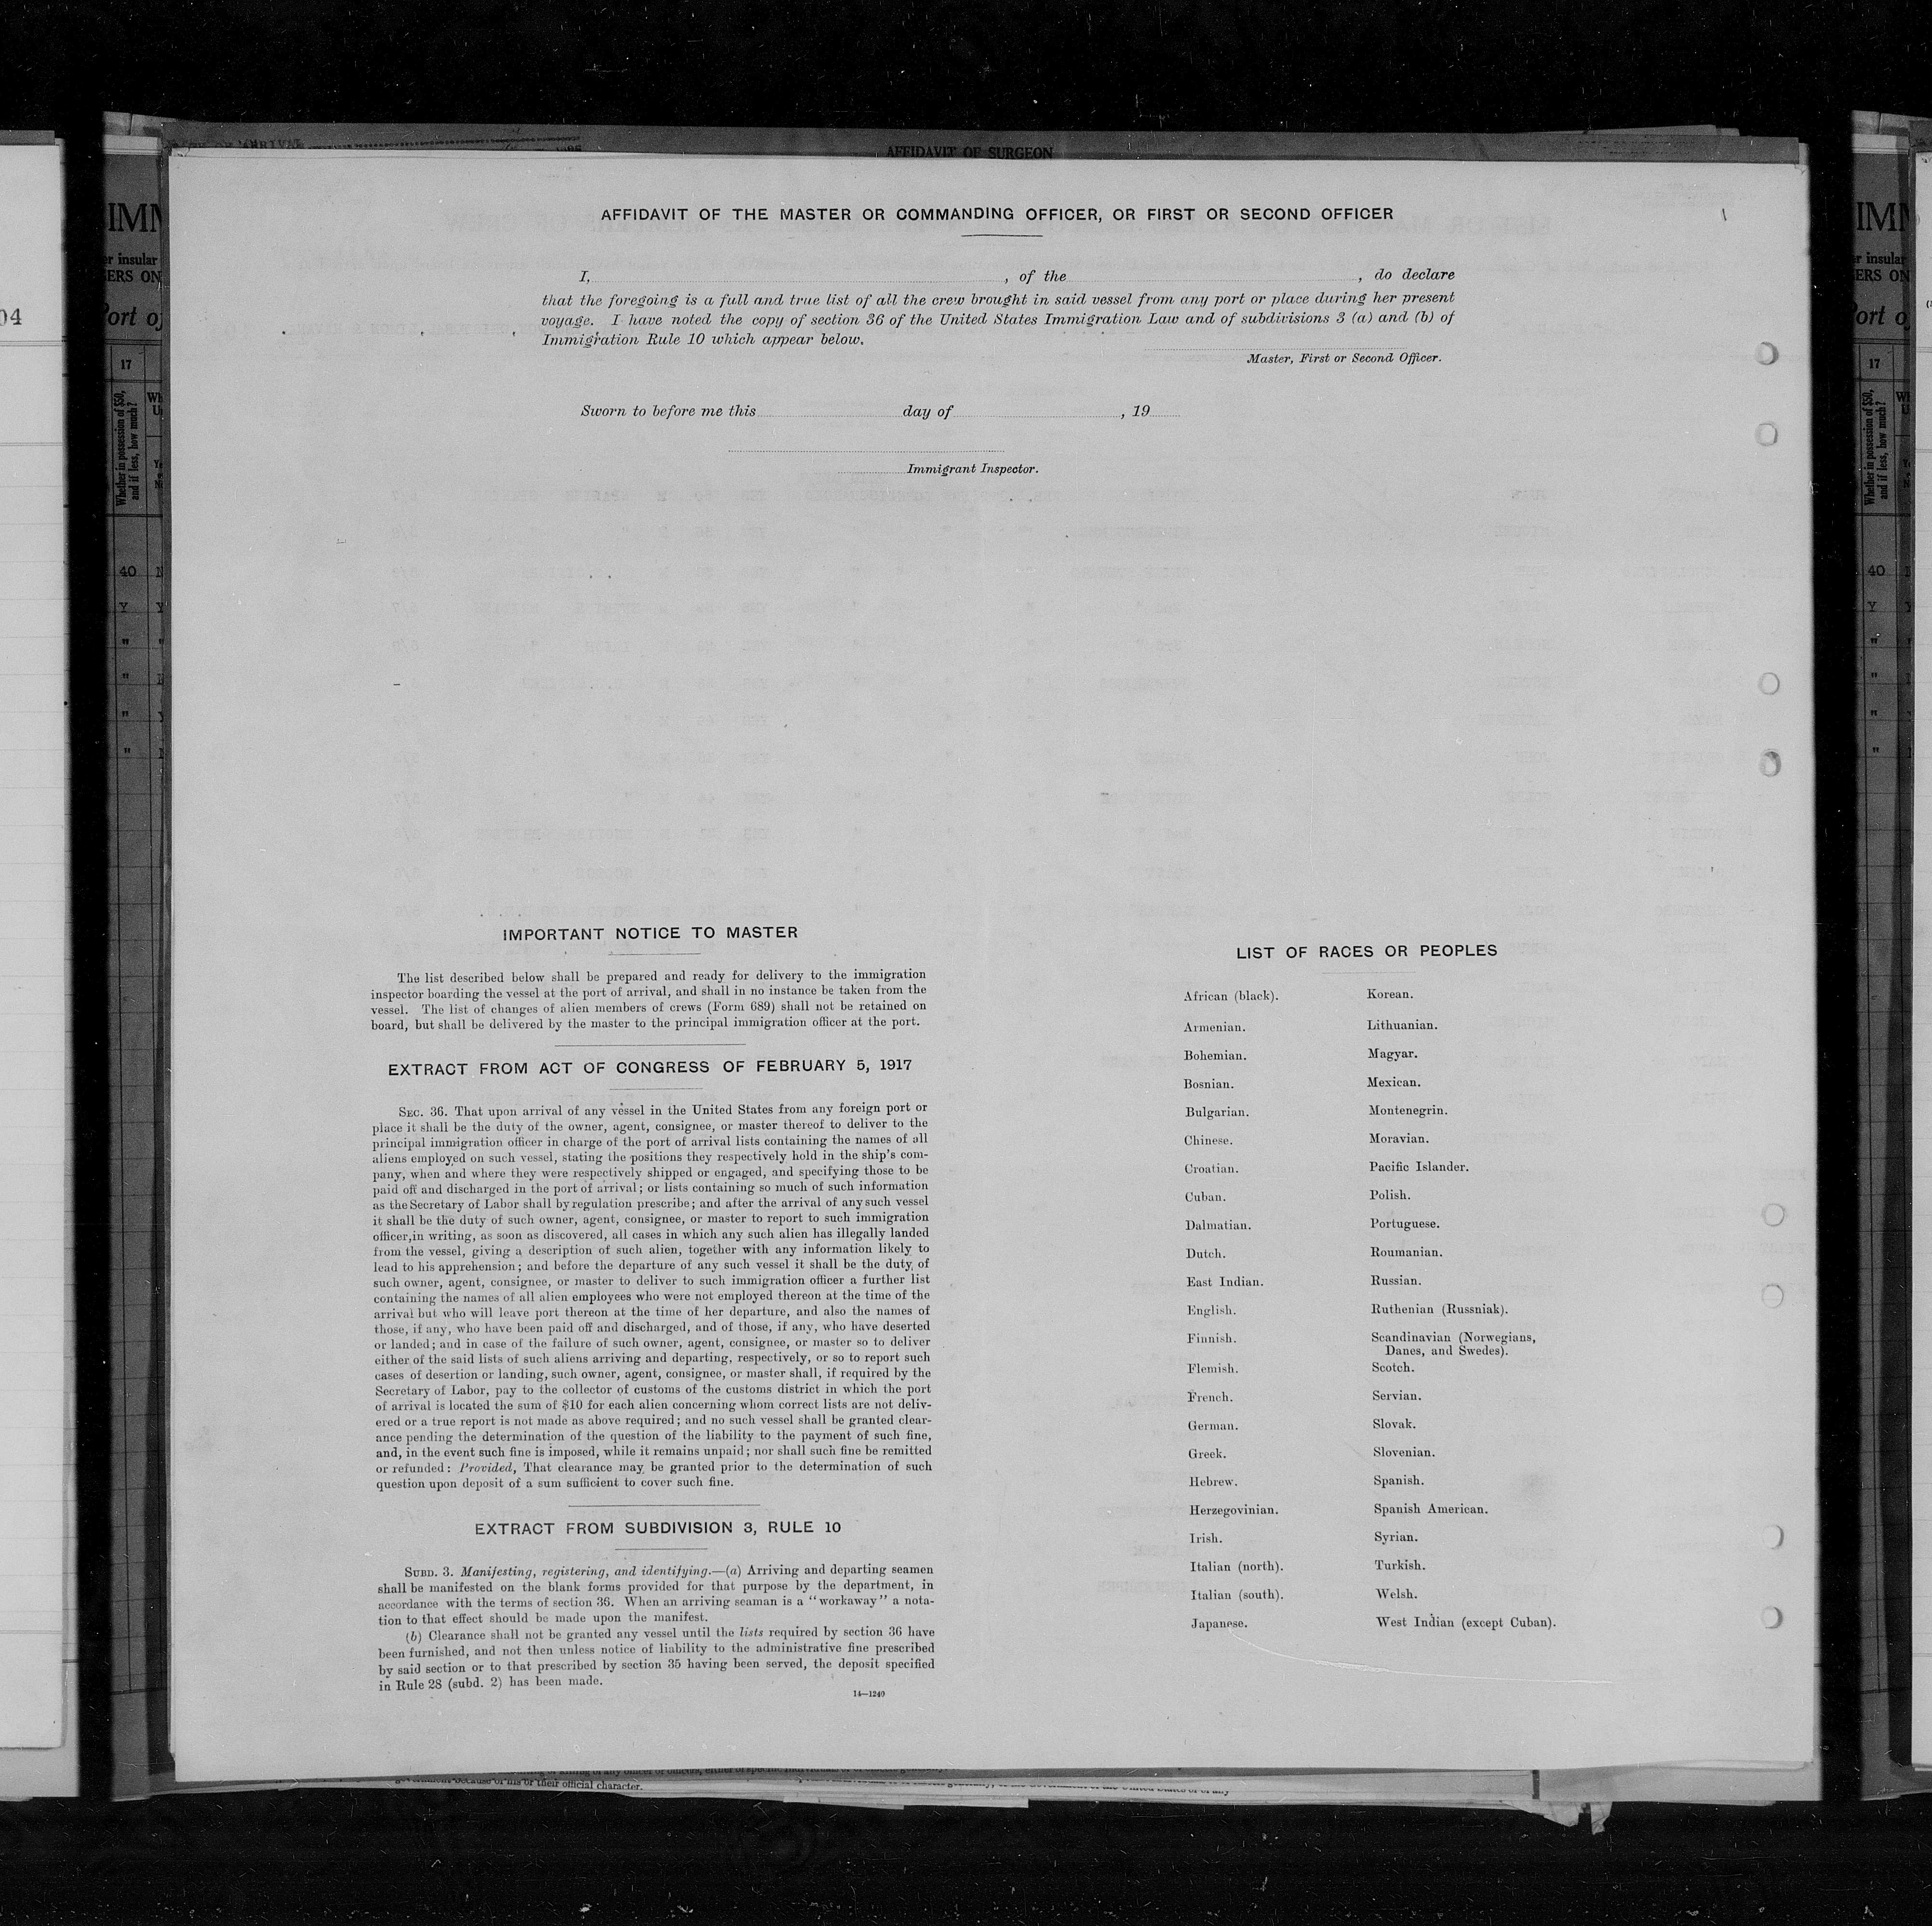 AFFIDAVIT OF SURGEON
AFFIDAVIT OF THE MASTER OR COMMANDING OFFICER, OR FIRST OR SECOND OFFICER
I, , of the , do declare
that the foregoing is a full and true list of all the crew brought in said vessel from any port or place during her present
voyage. I have noted the copy of section 36 of the United States Immigration Law and of subdivisions 3 (a) and (b) of
Immigration Rule 10 which appear below.
Master, First or Second Officer.
Sworn to before me this day of , 19
Immigrant Inspector.
IMPORTANT NOTICE TO MASTER
The list described below shall be prepared and ready for delivery to the immigration
inspector boarding the vessel at the port of arrival, and shall in no instance be taken from the
vessel. The list of changes of alien members of crews (Form 689) shall not be retained on
board, but shall be delivered by the master to the principal immigration officer at the port.
EXTRACT FROM ACT OF CONGRESS OF FEBRUARY 5, 1917
SEC. 36. That upon arrival of any vessel in the United States from any foreign port or
place it shall be the duty of the owner, agent, consignee, or master thereof to deliver to the
principal immigration officer in charge of the port of arrival lists containing the names of all
aliens employed on such vessel, stating the positions they respectively hold in the ship's com-
pany, when and where they were respectively shipped or engaged, and specifying those to be
paid off and discharged in the port of arrival; or lists containing so much of such information
as the Secretary of Labor shall by regulation prescribe; and after the arrival of any such vessel
it shall be the duty of such owner, agent, consignee, or master to report to such immigration
officer, in writing, as soon as discovered, all cases in which any such alien has illegally landed
from the vessel, giving a description of such alien, together with any information likely to
lead to his apprehension; and before the departure of any such vessel it shall be the duty of
such owner, agent, consignee, or master to deliver to such immigration officer a further list
containing the names of all alien employees who were not employed thereon at the time of the
arrival but who will leave port thereon at the time of her departure, and also the names of
those, if any, who have been paid off and discharged, and of those, if any, who have deserted
or landed; and in case of the failure of such owner, agent, consignee, or master so to deliver
either of the said lists of such aliens arriving and departing, respectively, or so to report such
cases of desertion or landing, such owner, agent, consignee, or master shall, if required by the
Secretary of Labor, pay to the collector of customs of the customs district in which the port
of arrival is located the sum of $10 for each alien concerning whom correct lists are not deliv-
ered or a true report is not made as above required; and no such vessel shall be granted clear-
ance pending the determination of the question of the liability to the payment of such fine,
and, in the event such fine is imposed, while it remains unpaid; nor shall such fine be remitted
or refunded: Provided, That clearance may be granted prior to the determination of such
question upon deposit of a sum sufficient to cover such fine.
EXTRACT FROM SUBDIVISION 3, RULE 10
SUBD. 3. Manifesting, registering, and identifying.—(a) Arriving and departing seamen
shall be manifested on the blank forms provided for that purpose by the department, in
accordance with the terms of section 36. When an arriving seaman is a "workaway" a nota-
tion to that effect should be made upon the manifest.
(b) Clearance shall not be granted any vessel until the lists required by section 36 have
been furnished, and not then unless notice of liability to the administrative fine prescribed
by said section or to that prescribed by section 35 having been served, the deposit specified
in Rule 28 (subd. 2) has been made.
14—1240
LIST OF RACES OR PEOPLES
African (black). Korean.
Armenian. Lithuanian.
Bohemian. Magyar.
Bosnian. Mexican.
Bulgarian. Montenegrin.
Chinese. Moravian.
Croatian. Pacific Islander.
Cuban. Polish.
Dalmatian. Portuguese.
Dutch. Roumanian.
East Indian. Russian.
English. Ruthenian (Russniak).
Finnish. Scandinavian (Norwegians,
Danes, and Swedes).
Flemish. Scotch.
French. Servian.
German. Slovak.
Greek. Slovenian.
Hebrew. Spanish.
Herzegovinian. Spanish American.
Irish. Syrian.
Italian (north). Turkish.
Italian (south). Welsh.
Japanese. West Indian (except Cuban).
04
17
Whether in possession of $50,
and if less, how much?
40
Y
17
Whether in possession of $50,
and if less, how much?
40
Y
because of his or their official character.